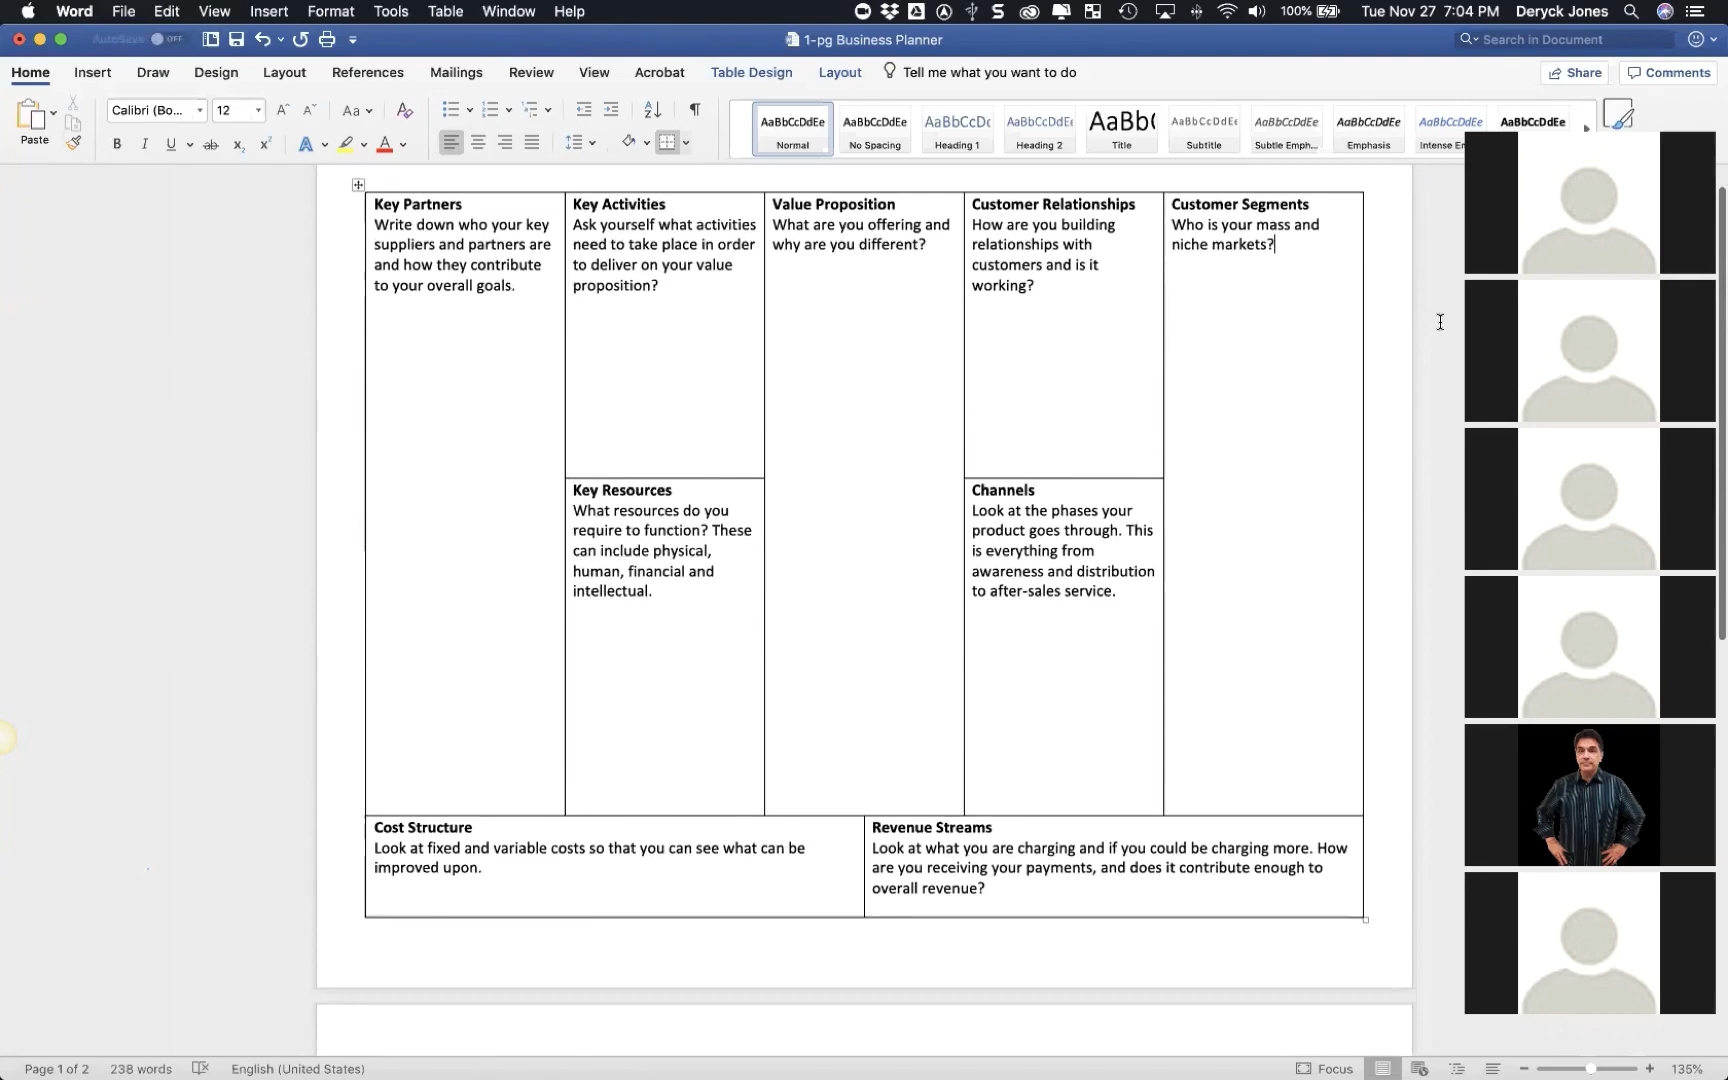 Word File Edit View Insert Format Tools Table Window Help 100% Tue Nov 27 7:04 PM Deryck Jones
AutoSave OFF 1-pg Business Planner Search in Document
Home Insert Draw Design Layout References Mailings Review View Acrobat Table Design Layout Tell me what you want to do Share Comments
Paste
Calibri (Bo... 12
AaBbCcDdEe AaBbCcDdEe AaBbCcDc AaBbCcDdEe AaBb( AaBbCcDdEe AaBbCcDdEe AaBbCcDdEe AaBbCcDdEe AaBbCcDdEe
Normal No Spacing Heading 1 Heading 2 Title Subtitle Subtle Emph... Emphasis Intense Em
Key Partners
Write down who your key
suppliers and partners are
and how they contribute
to your overall goals.
Key Activities
Ask yourself what activities
need to take place in order
to deliver on your value
proposition?
Key Resources
What resources do you
require to function? These
can include physical,
human, financial and
intellectual.
Value Proposition
What are you offering and
why are you different?
Customer Relationships
How are you building
relationships with
customers and is it
working?
Channels
Look at the phases your
product goes through. This
is everything from
awareness and distribution
to after-sales service.
Customer Segments
Who is your mass and
niche markets?
Cost Structure
Look at fixed and variable costs so that you can see what can be
improved upon.
Revenue Streams
Look at what you are charging and if you could be charging more. How
are you receiving your payments, and does it contribute enough to
overall revenue?
Page 1 of 2 238 words English (United States) Focus 135%